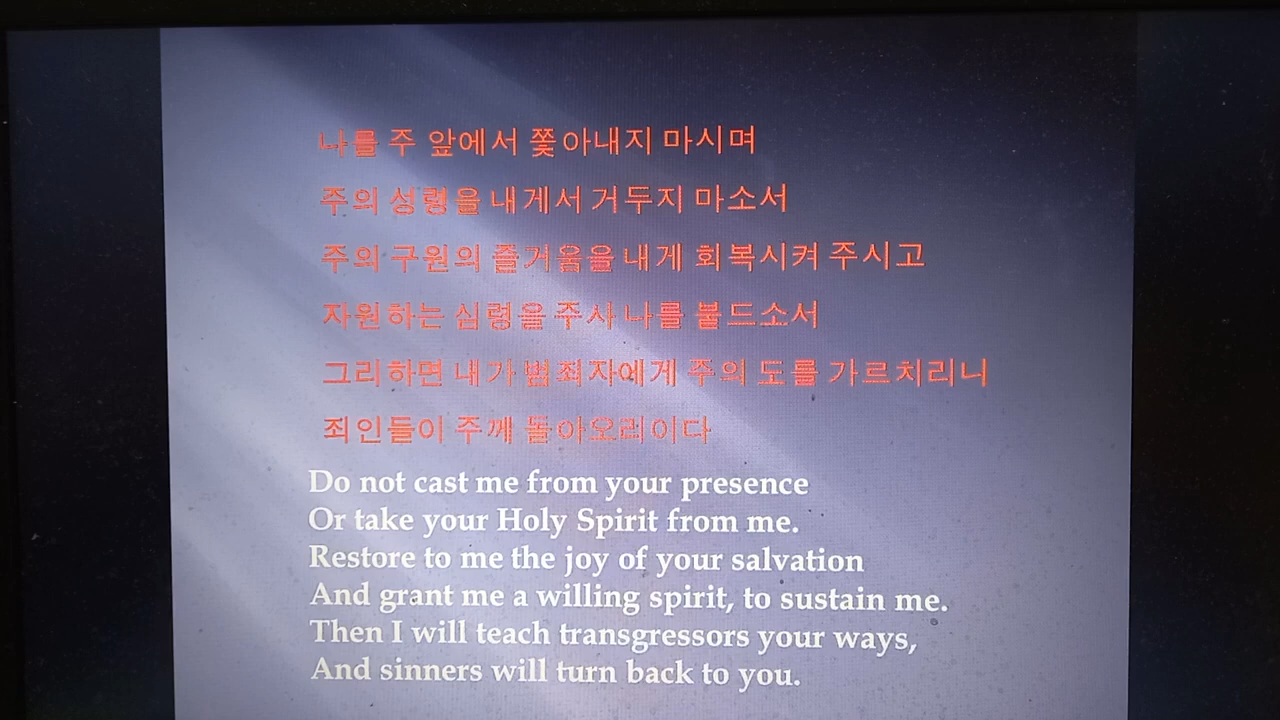 나를 주 앞에서 쫓아내지 마시며
주의 성령을 내게서 거두지 마소서
주의 구원의 즐거움을 내게 회복시켜 주시고
자원하는 심령을 주사 나를 붙드소서
그리하면 내가 범죄자에게 주의 도를 가르치리니
죄인들이 주께 돌아오리이다
Do not cast me from your presence
Or take your Holy Spirit from me.
Restore to me the joy of your salvation
And grant me a willing spirit, to sustain me.
Then I will teach transgressors your ways,
And sinners will turn back to you.